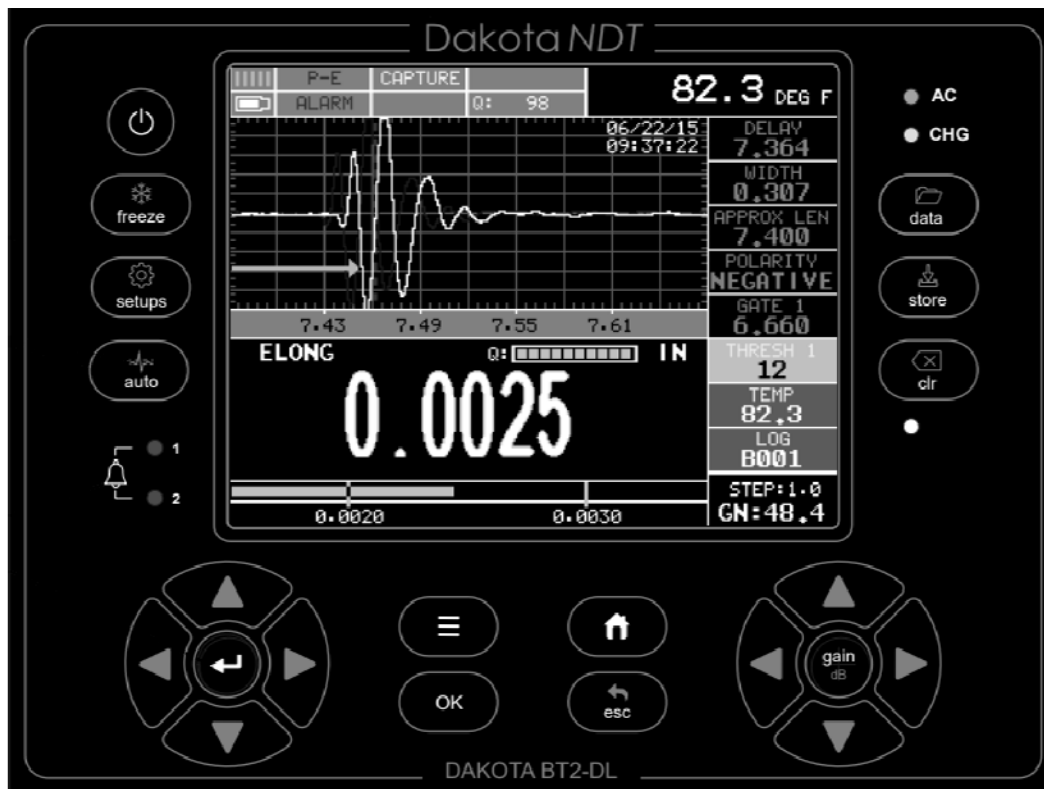 Dakota NDT
P-E CAPTURE
ALARM Q: 98
82.3 DEG F
06/22/15
09:37:22
7.43 7.49 7.55 7.61
ELONG Q: IN
0.0025
0.0020 0.0030
DELAY
7.364
WIDTH
0.307
APPROX LEN
7.400
POLARITY
NEGATIVE
GATE 1
6.660
THRESH 1
12
TEMP
82.3
LOG
B001
STEP:1.0
GN:48.4
freeze
setups
auto
1
2
AC
CHG
data
store
clr
OK
esc
gain
dB
DAKOTA BT2-DL